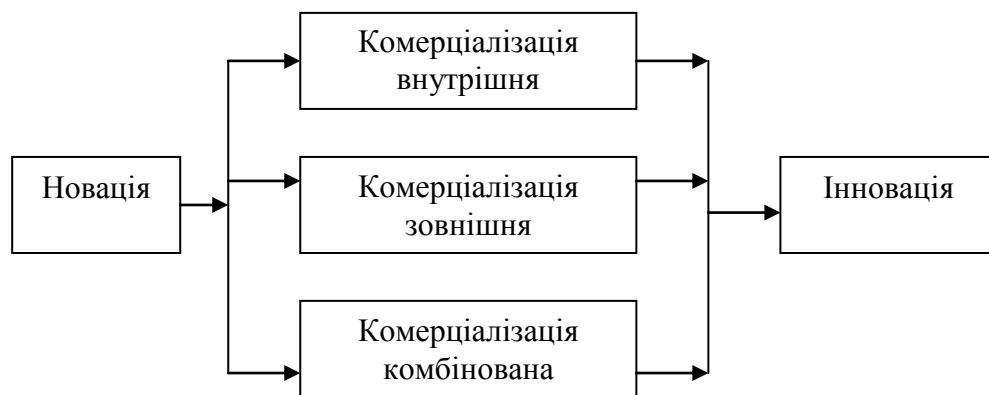 Комерціалізація
внутрішня
Новація
Комерціалізація
зовнішня
Інновація
Комерціалізація
комбінована